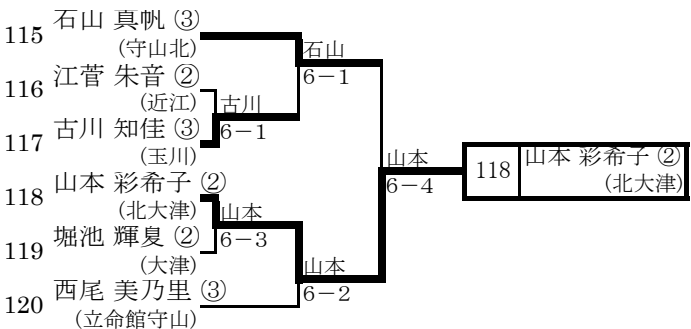 115 石山 真帆 ③
(守山北)
石山
6－1
116 江菅 朱音 ②
(近江)
古川
6－1
117 古川 知佳 ③
(玉川)
山本
6－4
118 山本 彩希子 ②
(北大津)
118 山本 彩希子 ②
(北大津)
山本
6－3
119 堀池 輝夏 ②
(大津)
山本
6－2
120 西尾 美乃里 ③
(立命館守山)